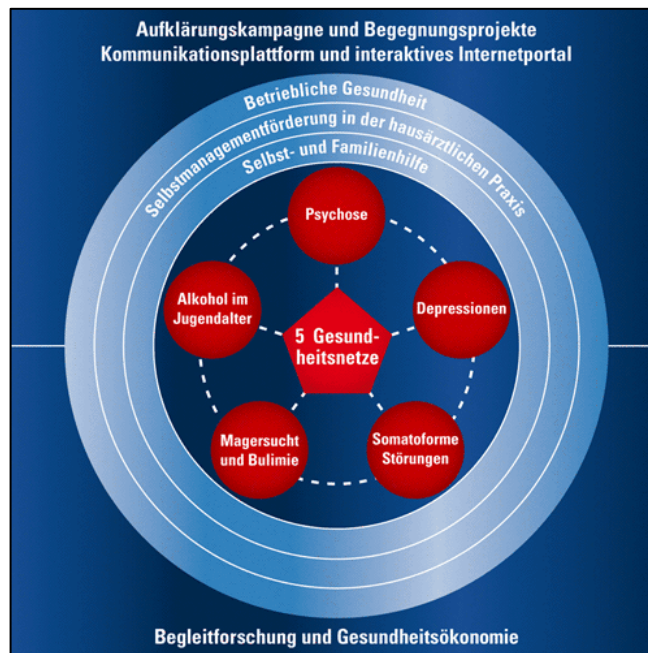 Aufklärungskampagne und Begegnungsprojekte
Kommunikationsplattform und interaktives Internetportal
Betriebliche Gesundheit
Selbstmanagementförderung in der hausärztlichen Praxis
Selbst- und Familienhilfe
Psychose
Alkohol im
Jugendalter
Depressionen
5 Gesund-
heitsnetze
Magersucht
und Bulimie
Somatoforme
Störungen
Begleitforschung und Gesundheitsökonomie